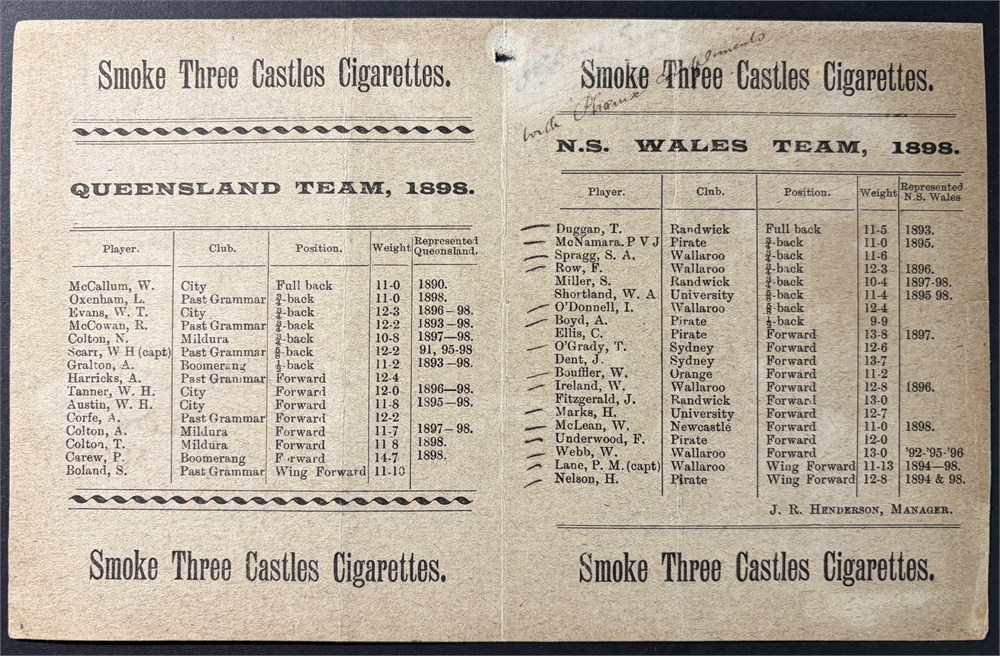 Smoke Three Castles Cigarettes.
QUEENSLAND TEAM, 1898.
Player. Club. Position. Weight Represented Queensland.
McCallum, W. City Full back 11-0 1890.
Oxenham, L. Past Grammar ¾-back 11-0 1898.
Evans, W. T. City ¾-back 12-3 1896-98.
McCowan, R. Past Grammar ¾-back 12-2 1893-98.
Colton, N. Mildura ¾-back 10-8 1897-98.
Scarr, W H (capt) Past Grammar ⅝-back 12-2 91, 95-98
Gralton, A. Boomerang ½-back 11-2 1893-98.
Harricks, A. Past Grammar Forward 12-4
Tanner, W. H. City Forward 12-0 1896-98.
Austin, W. H. City Forward 11-8 1895-98.
Corfe, A. Past Grammar Forward 12-2
Colton, A. Mildura Forward 11-7 1897-98.
Colton, T. Mildura Forward 11 8 1898.
Carew, P. Boomerang Forward 14-7 1898.
Boland, S. Past Grammar Wing Forward 11-10
Smoke Three Castles Cigarettes.
Smoke Three Castles Cigarettes.
with
N.S. WALES TEAM, 1898.
Player. Club. Position. Weight Represented N.S. Wales
Duggan, T. Randwick Full back 11-5 1893.
McNamara. P V J Pirate ¾-back 11-0 1895.
Spragg, S. A. Wallaroo ¾-back 11-6
Row, F. Wallaroo ¾-back 12-3 1896.
Miller, S. Randwick ¾-back 10-4 1897-98.
Shortland, W. A University ⅝-back 11-4 1895 98.
O'Donnell, I. Wallaroo ⅝-back 12-4
Boyd, A. Pirate ½-back 9-9
Ellis, C. Pirate Forward 13-8 1897.
O'Grady, T. Sydney Forward 12-6
Dent, J. Sydney Forward 13-7
Bouffler, W. Orange Forward 11-2
Ireland, W. Wallaroo Forward 12-8 1896.
Fitzgerald, J. Randwick Forward 13-0
Marks, H. University Forward 12-7
McLean, W. Newcastle Forward 11-0 1898.
Underwood, F. Pirate Forward 12-0
Webb, W. Wallaroo Forward 13-0 '92-'95-'96
Lane, P. M. (capt) Wallaroo Wing Forward 11-13 1894-98.
Nelson, H. Pirate Wing Forward 12-8 1894 & 98.
J. R. HENDERSON, MANAGER.
Smoke Three Castles Cigarettes.